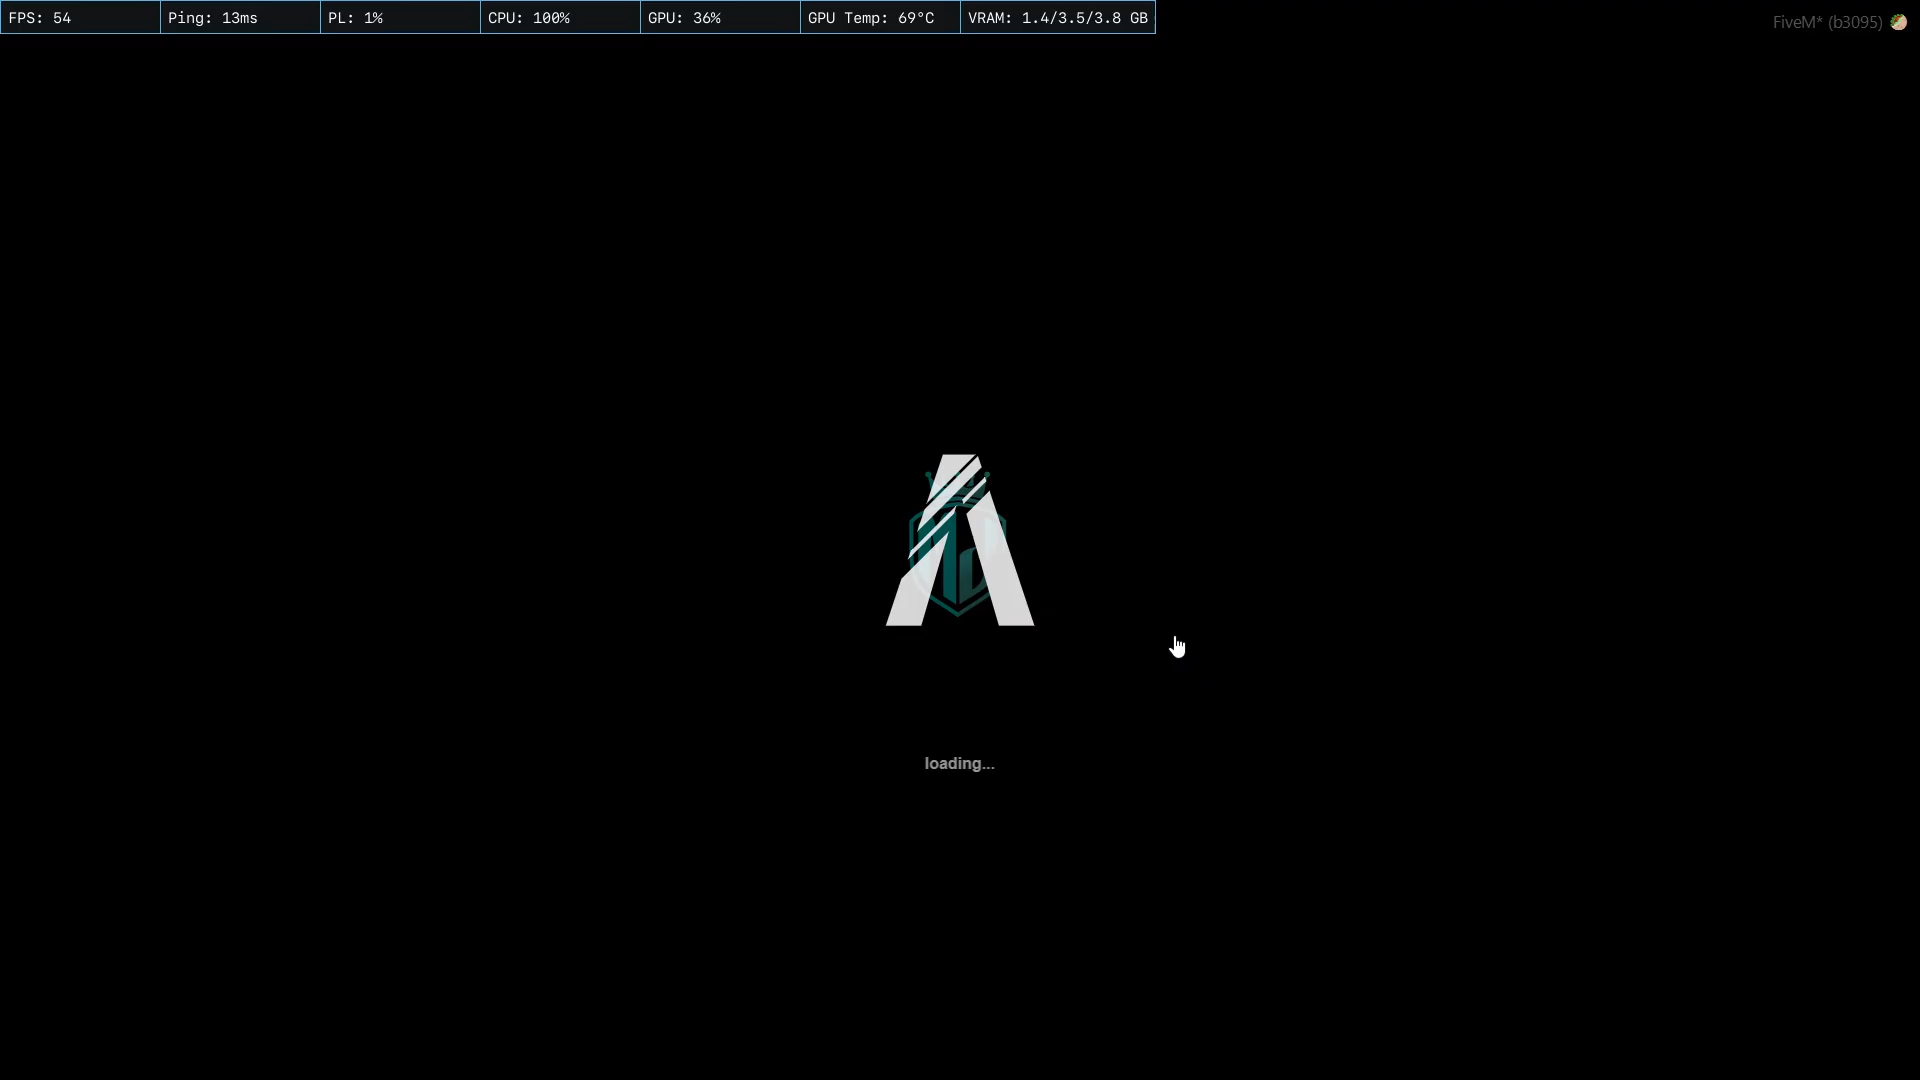 FPS: 54
Ping: 13ms
PL: 1%
CPU: 100%
GPU: 36%
GPU Temp: 69°C
VRAM: 1.4/3.5/3.8 GB
FiveM* (b3095)
loading...